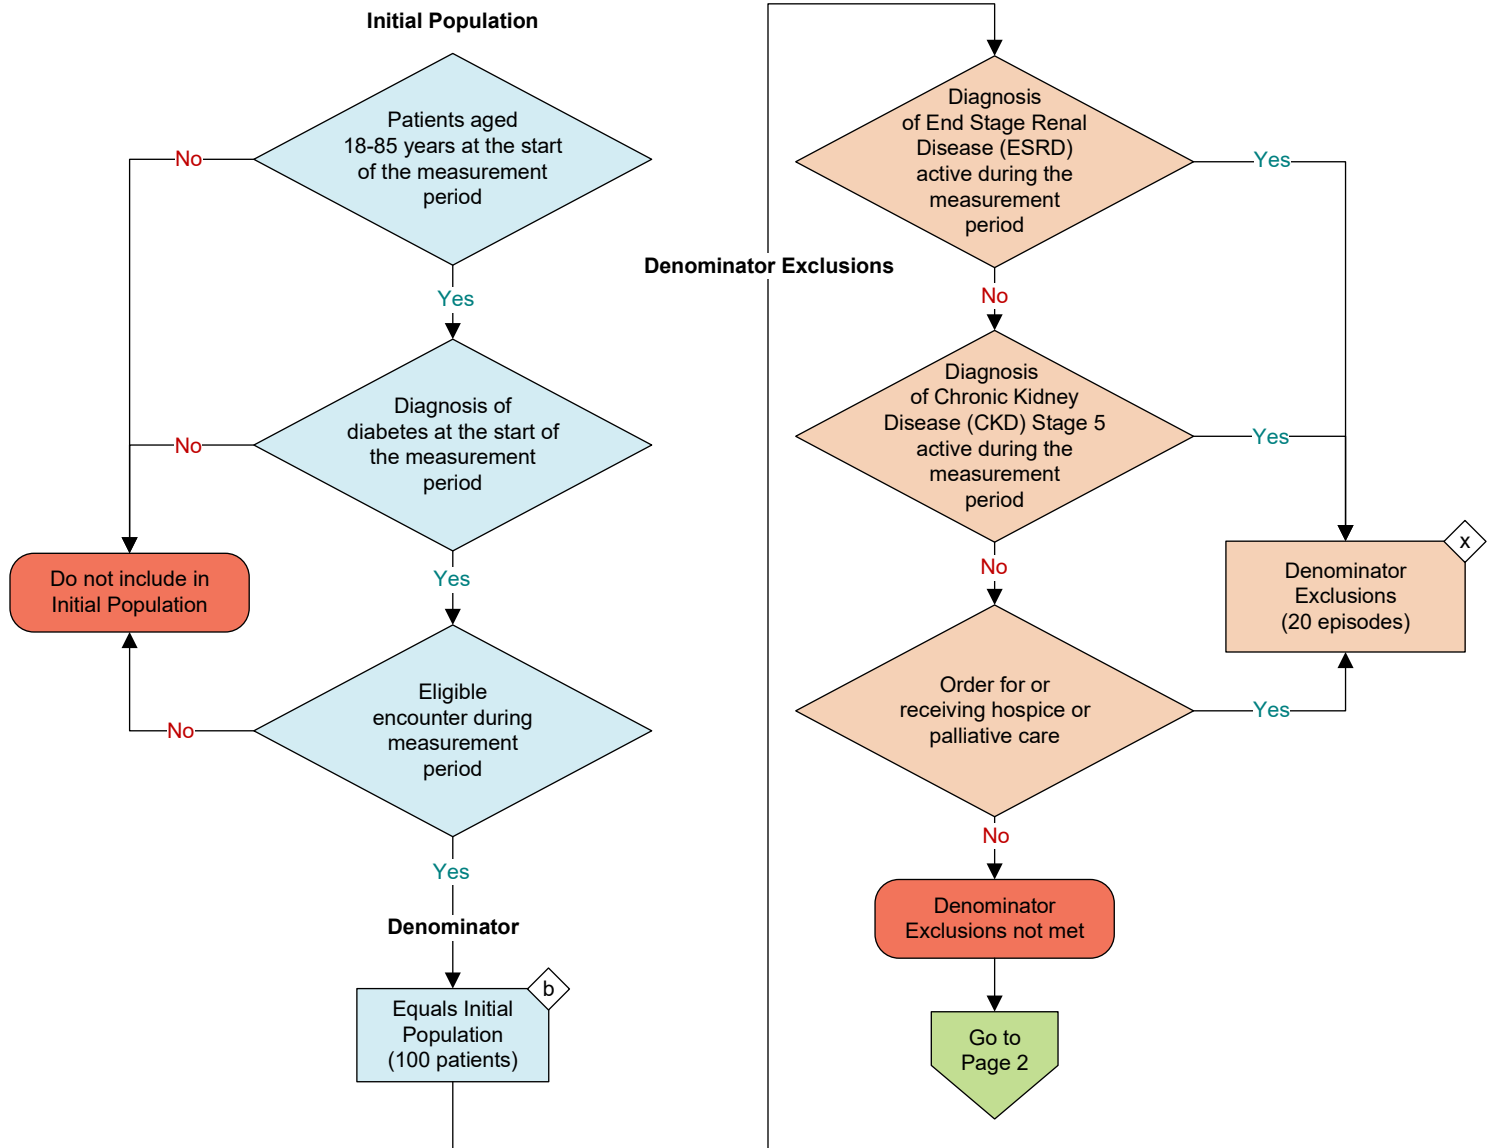 Initial Population
Patients aged
18-85 years at the start
of the measurement
period
No
Yes
Diagnosis of
diabetes at the start of
the measurement
period
No
Do not include in
Initial Population
Yes
Eligible
encounter during
measurement
period
No
Yes
Denominator
b
Equals Initial
Population
(100 patients)
Denominator Exclusions
Diagnosis
of End Stage Renal
Disease (ESRD)
active during the
measurement
period
Yes
No
Diagnosis
of Chronic Kidney
Disease (CKD) Stage 5
active during the
measurement
period
Yes
x
Denominator
Exclusions
(20 episodes)
No
Order for or
receiving hospice or
palliative care
Yes
No
Denominator
Exclusions not met
Go to
Page 2